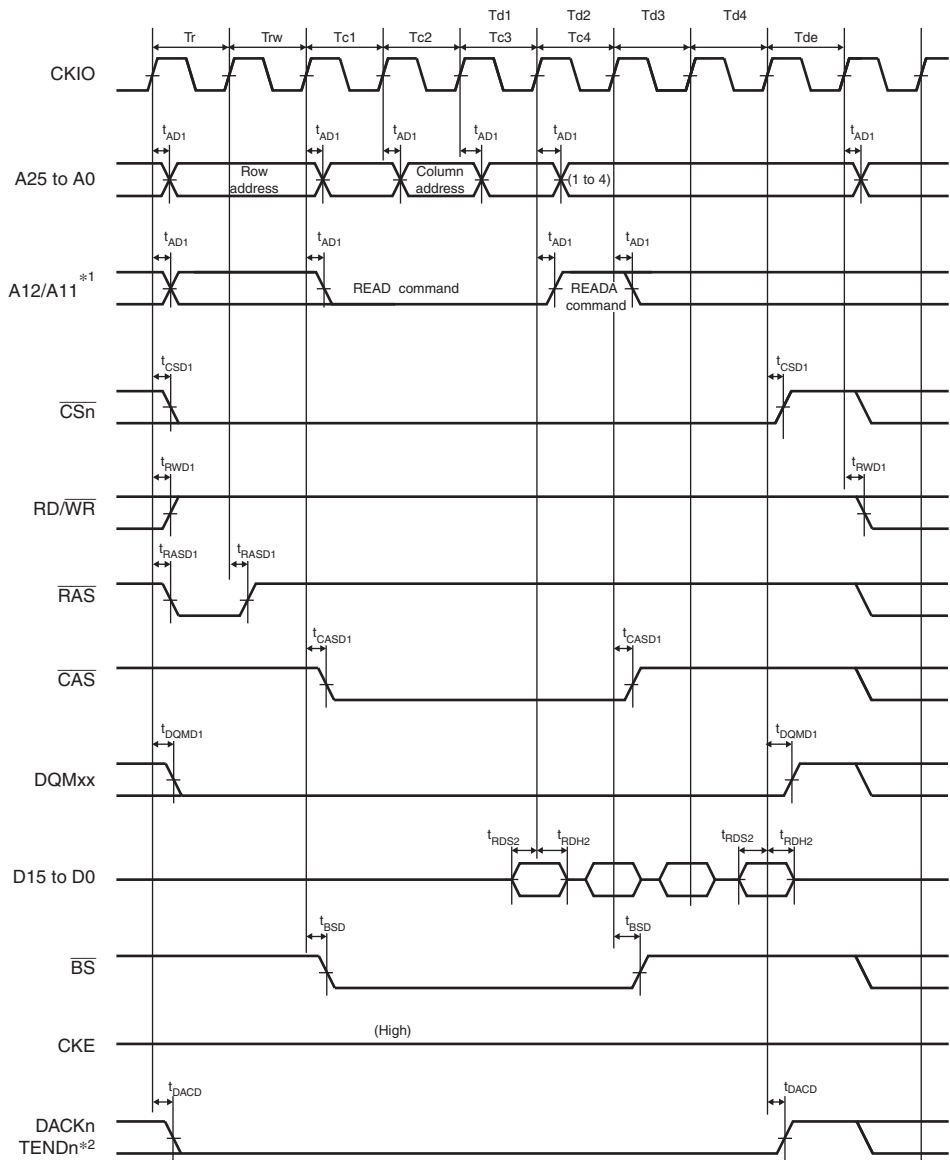 Td1 Td2 Td3 Td4
Tr Trw Tc1 Tc2 Tc3 Tc4 Tde
CKIO
tAD1 tAD1 tAD1 tAD1 tAD1 tAD1
A25 to A0
Row address
Column address
(1 to 4)
tAD1 tAD1 tAD1 tAD1
A12/A11*1
READ command
READA command
tCSD1 tCSD1
CSn
tRWD1 tRWD1
RD/WR
tRASD1 tRASD1
RAS
tCASD1 tCASD1
CAS
tDQMD1 tDQMD1
DQMxx
tRDS2 tRDH2 tRDS2 tRDH2
D15 to D0
tBSD tBSD
BS
(High)
CKE
tDACD tDACD
DACKn
TENDn*2